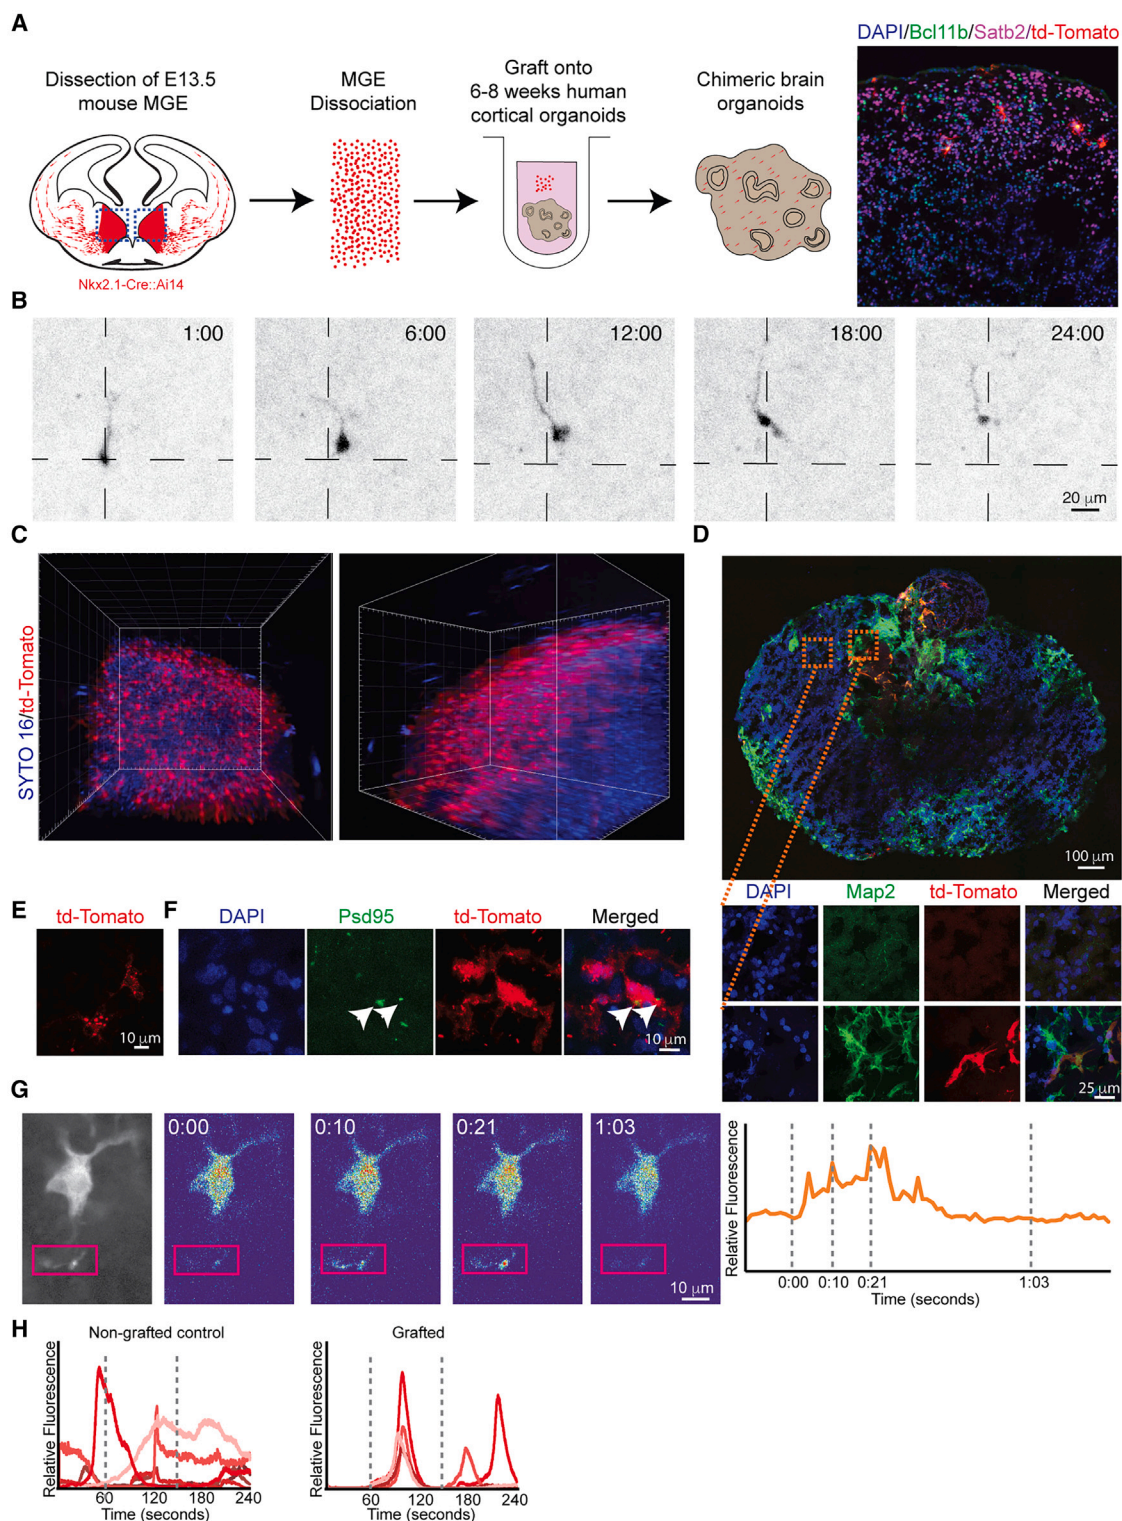 A
Dissection of E13.5
mouse MGE
Nkx2.1-Cre::Ai14
MGE
Dissociation
Graft onto
6-8 weeks human
cortical organoids
Chimeric brain
organoids
DAPI/Bcl11b/Satb2/td-Tomato
B
1:00
6:00
12:00
18:00
24:00
20 μm
C
SYTO 16/td-Tomato
D
100 μm
DAPI
Map2
td-Tomato
Merged
25 μm
E
td-Tomato
10 μm
F
DAPI
Psd95
td-Tomato
Merged
10 μm
G
0:00
0:10
0:21
1:03
10 μm
Relative Fluorescence
0:00
0:10
0:21
1:03
Time (seconds)
H
Non-grafted control
Relative Fluorescence
60
120
180
240
Time (seconds)
Grafted
Relative Fluorescence
60
120
180
240
Time (seconds)